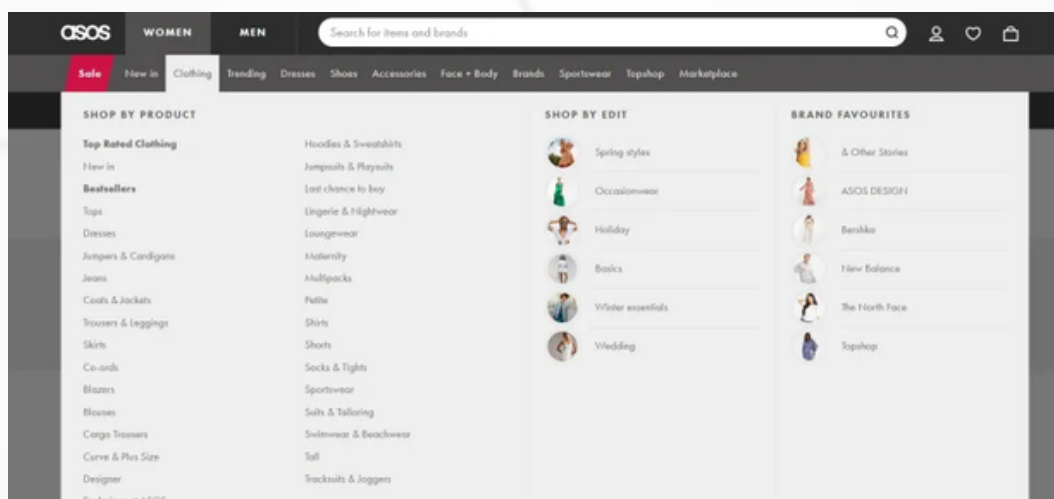 asos
WOMEN
MEN
Search for items and brands
Sale
New in
Clothing
Trending
Dresses
Shoes
Accessories
Face + Body
Brands
Sportswear
Topshop
Marketplace
SHOP BY PRODUCT
Top Rated Clothing
New in
Bestsellers
Tops
Dresses
Jumpers & Cardigans
Jeans
Coats & Jackets
Trousers & Leggings
Skirts
Co-ords
Blazers
Blouses
Cargo Trousers
Curve & Plus Size
Designer
Hoodies & Sweatshirts
Jumpsuits & Playsuits
Last chance to buy
Lingerie & Nightwear
Loungewear
Maternity
Multipacks
Petite
Shirts
Shorts
Socks & Tights
Sportswear
Suits & Tailoring
Swimwear & Beachwear
Tall
Tracksuits & Joggers
SHOP BY EDIT
Spring styles
Occasionwear
Holiday
Basics
Winter essentials
Wedding
BRAND FAVOURITES
& Other Stories
ASOS DESIGN
Bershka
New Balance
The North Face
Topshop